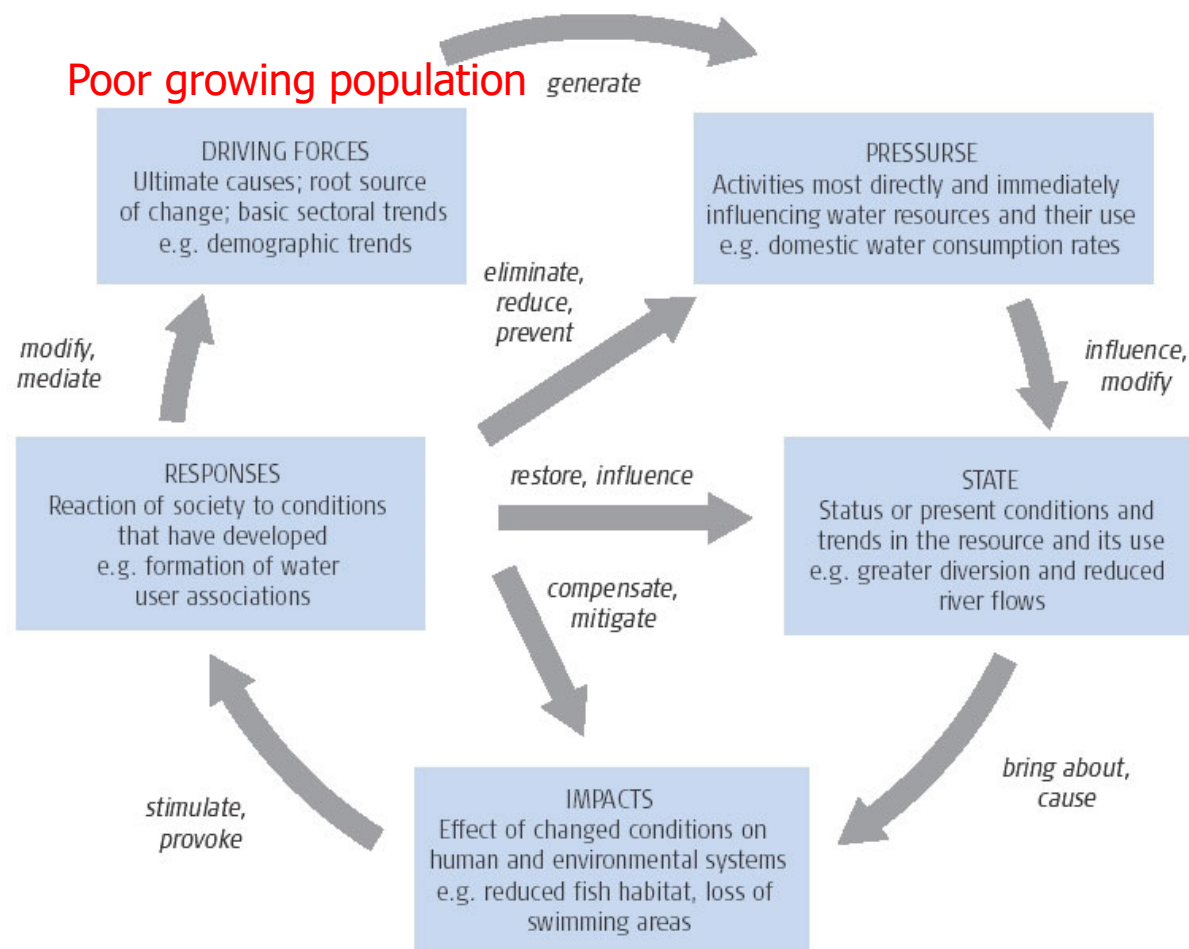 Poor growing population
generate
DRIVING FORCES
Ultimate causes; root source
of change; basic sectoral trends
e.g. demographic trends
PRESSURSE
Activities most directly and immediately
influencing water resources and their use
e.g. domestic water consumption rates
eliminate,
reduce,
prevent
modify,
mediate
influence,
modify
RESPONSES
Reaction of society to conditions
that have developed
e.g. formation of water
user associations
restore, influence
STATE
Status or present conditions and
trends in the resource and its use
e.g. greater diversion and reduced
river flows
compensate,
mitigate
stimulate,
provoke
bring about,
cause
IMPACTS
Effect of changed conditions on
human and environmental systems
e.g. reduced fish habitat, loss of
swimming areas